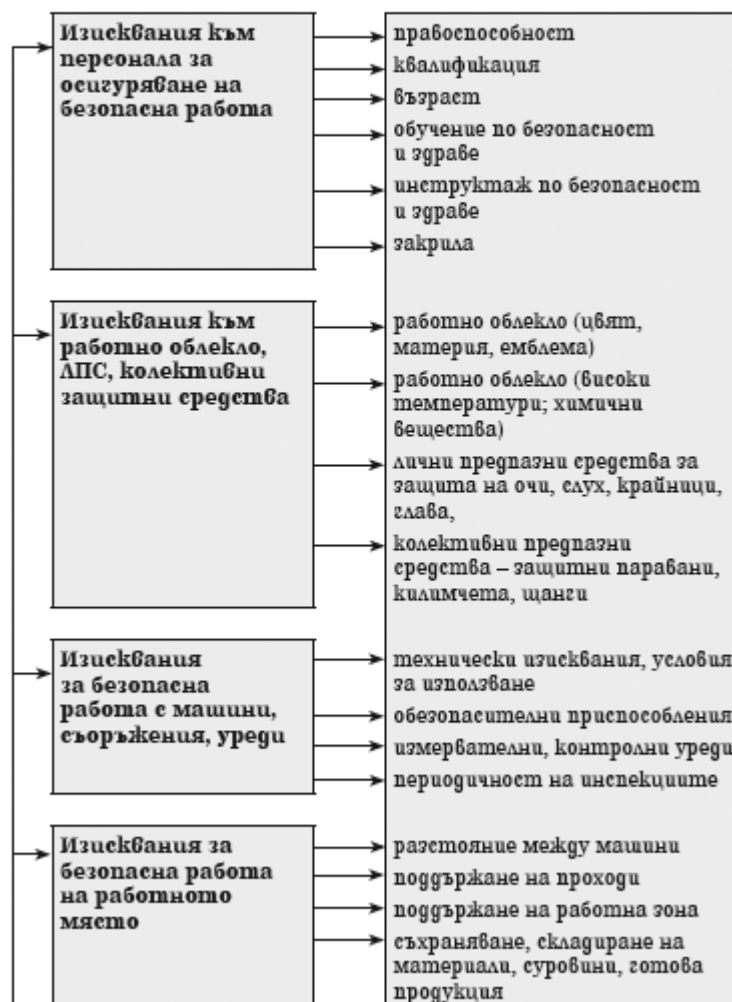 Изисквания към
персонала за
осигуряване на
безопасна работа
правоспособност
квалификация
възраст
обучение по безопасност
и здраве
инструктаж по безопасност
и здраве
закрила
Изисквания към
работно облекло,
ЛПС, колективни
защитни средства
работно облекло (цвят,
материя, емблема)
работно облекло (високи
температури; химични
вещества)
лични предпазни средства за
защита на очи, слух, крайници,
глава,
колективни предпазни
средства – защитни паравани,
килимчета, щанги
Изисквания
за безопасна
работа с машини,
съоръжения, уреди
технически изисквания, условия
за използване
обезопасителни приспособления
измервателни, контролни уреди
периодичност на инспекциите
Изисквания за
безопасна работа
на работното
място
разстояние между машини
поддържане на проходи
поддържане на работна зона
съхраняване, складиране на
материали, суровини, готова
продукция